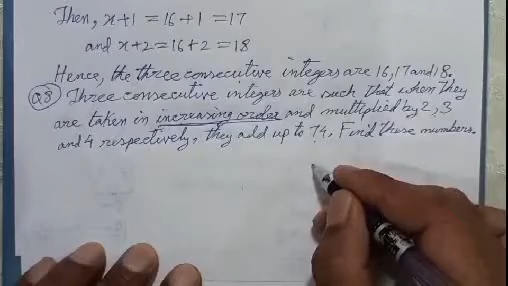 Then, x+1 = 16+1 = 17
and x+2 = 16+2 = 18
Hence, the three consecutive integers are 16, 17 and 18.
Q8 Three consecutive integers are such that when they
are taken in increasing order and multiplied by 2, 3
and 4 respectively, they add up to 74. Find these numbers.